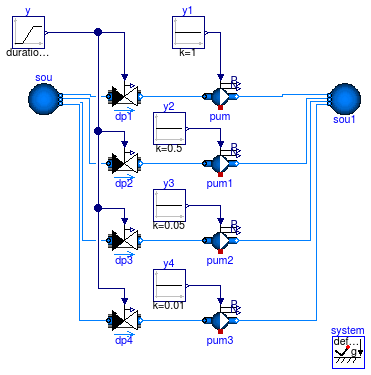 y
duratio...
y1
k=1
sou
sou1
P
dp1
pum
y2
k=0.5
P
dp2
pum1
y3
k=0.05
P
dp3
pum2
y4
k=0.01
P
dp4
pum3
system
def...
g